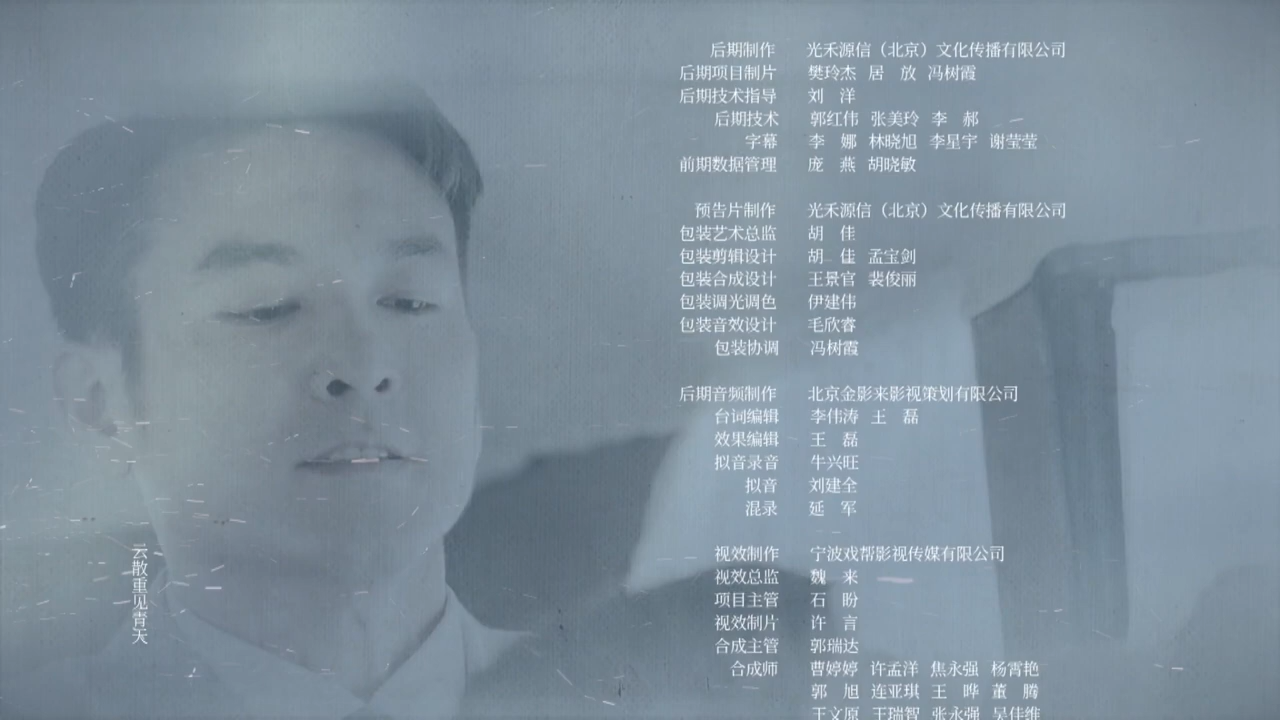 后期制作 光禾源信（北京）文化传播有限公司
后期项目制片 樊玲杰 居 放 冯树霞
后期技术指导 刘 洋
后期技术 郭红伟 张美玲 李 郝
字幕 李 娜 林晓旭 李星宇 谢莹莹
前期数据管理 庞 燕 胡晓敏
预告片制作 光禾源信（北京）文化传播有限公司
包装艺术总监 胡 佳
包装剪辑设计 胡 佳 孟宝剑
包装合成设计 王景官 裴俊丽
包装调光调色 伊建伟
包装音效设计 毛欣睿
包装协调 冯树霞
后期音频制作 北京金影来影视策划有限公司
台词编辑 李伟涛 王 磊
效果编辑 王 磊
拟音录音 牛兴旺
拟音 刘建全
混录 延 军
视效制作 宁波戏帮影视传媒有限公司
视效总监 魏 来
项目主管 石 盼
视效制片 许 言
合成主管 郭瑞达
合成师 曹婷婷 许孟洋 焦永强 杨霄艳
郭 旭 连亚琪 王 晔 董 腾
王文原 王瑞智 张永强 吴佳维
云散重见青天